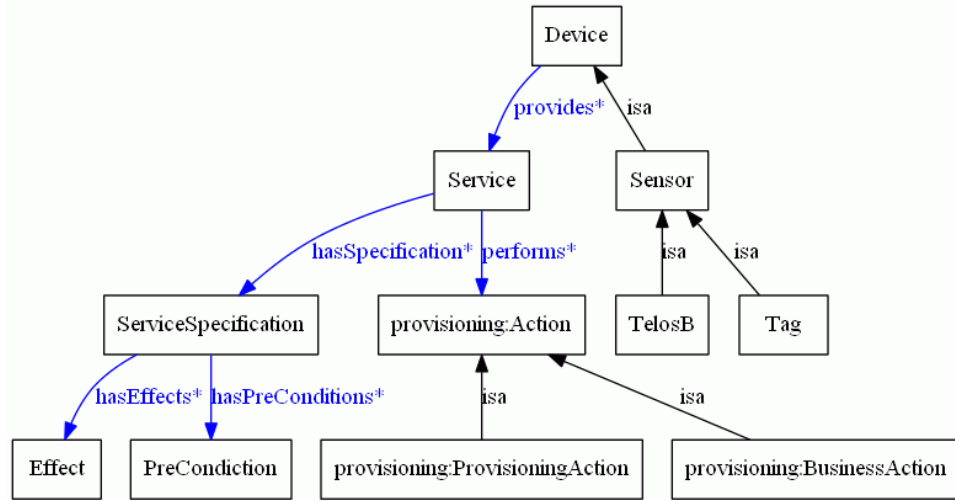 Device
provides*
isa
Service
Sensor
hasSpecification*
performs*
isa
isa
ServiceSpecification
provisioning:Action
TelosB
Tag
hasEffects*
hasPreConditions*
isa
isa
Effect
PreCondiction
provisioning:ProvisioningAction
provisioning:BusinessAction